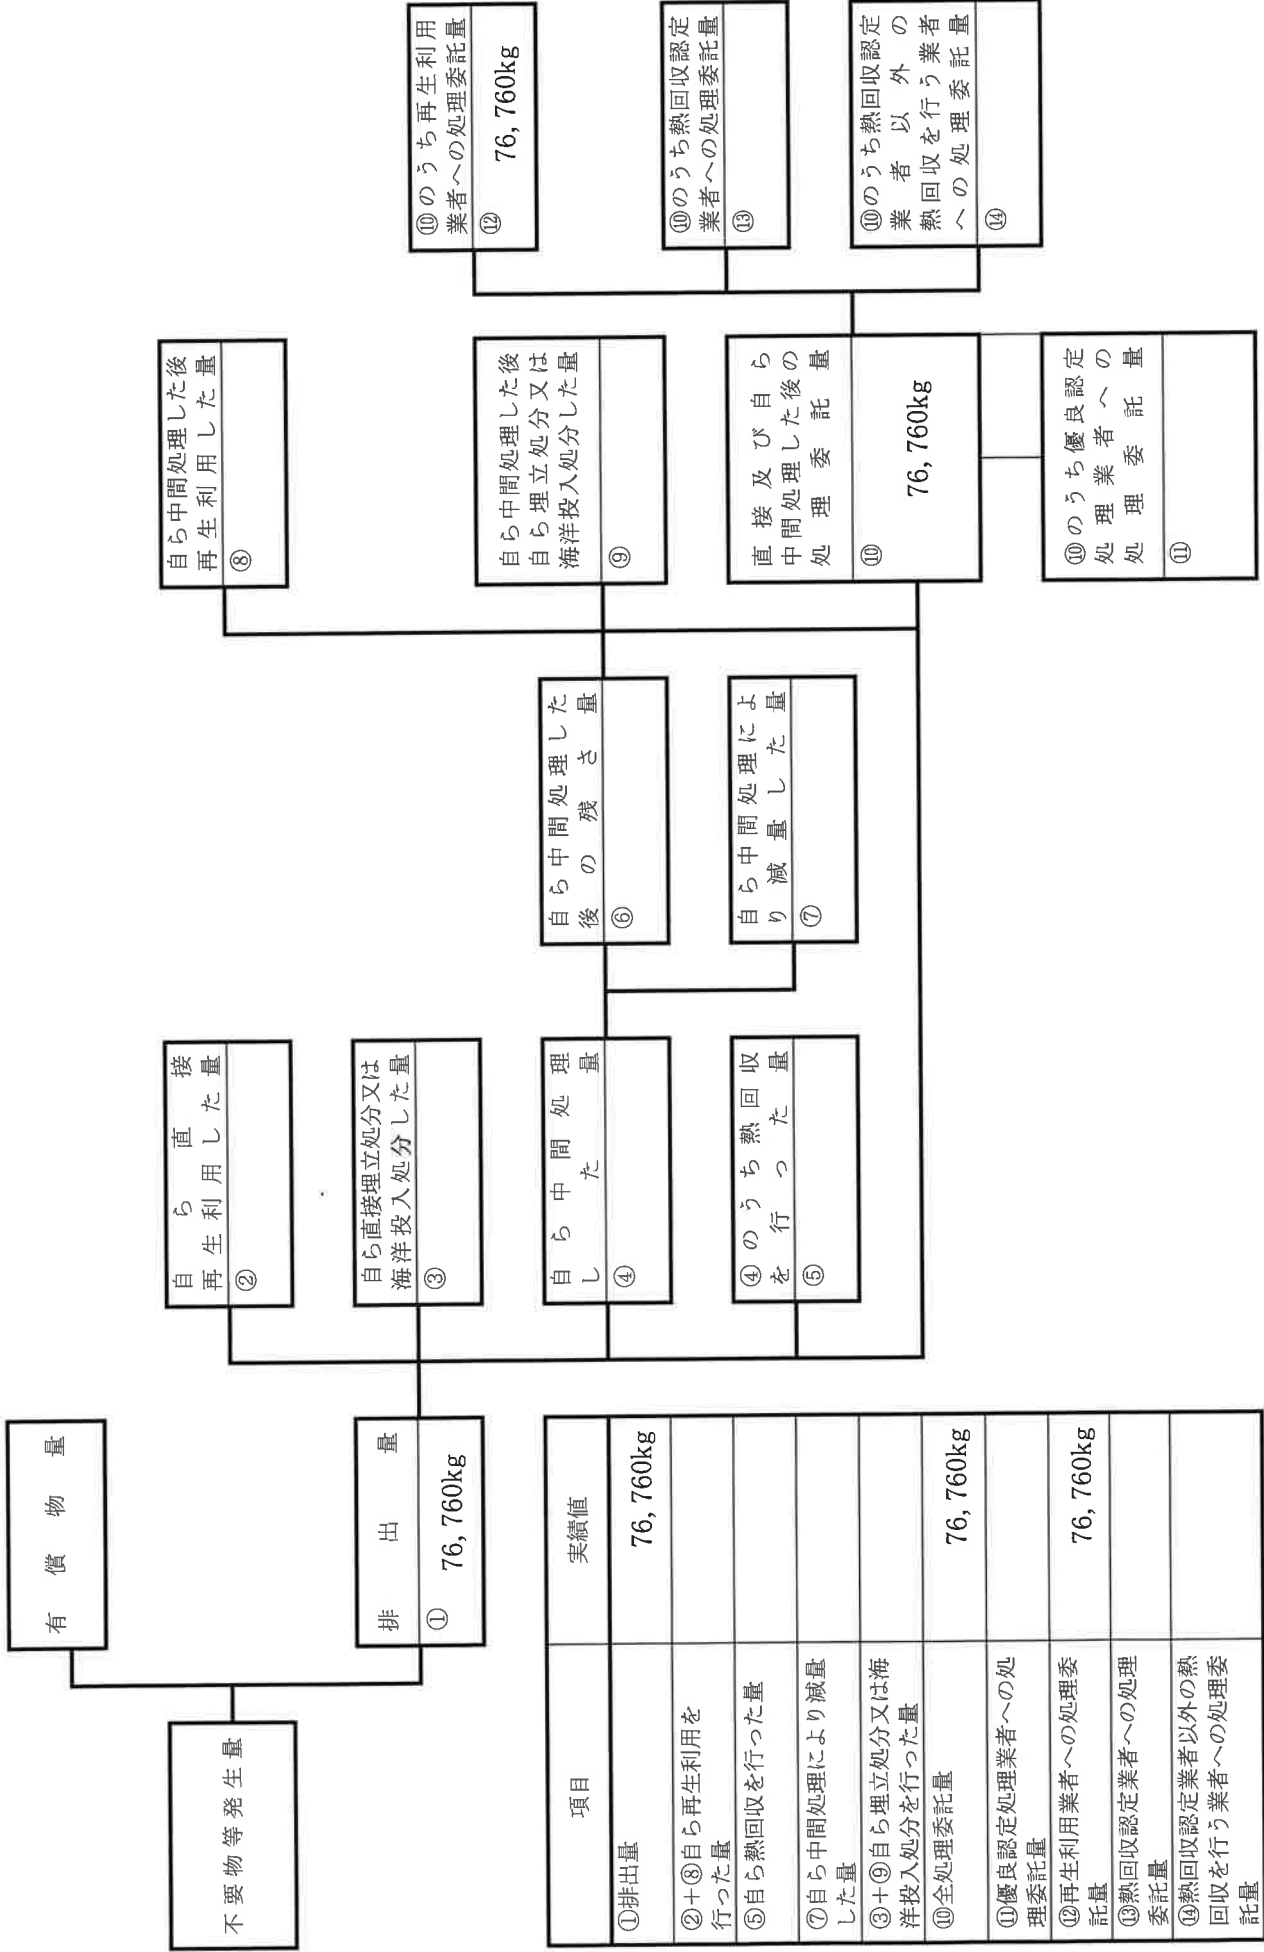 不要物等発生量
有償物量
排出量
① 76,760kg
自ら直接
再生利用した量
②
自ら直接埋立処分又は
海洋投入処分した量
③
自ら中間処理
した量
④
④のうち熱回収
を行った量
⑤
自ら中間処理した
後の残さ量
⑥
自ら中間処理によ
り減量した量
⑦
自ら中間処理した後
再生利用した量
⑧
自ら中間処理した後
自ら埋立処分又は
海洋投入処分した量
⑨
直接及び自ら
中間処理した後の
処理委託量
⑩
76,760kg
⑩のうち優良認定
処理業者への
処理委託量
⑪
⑩のうち再生利用
業者への処理委託量
⑫
76,760kg
⑩のうち熱回収認定
業者への処理委託量
⑬
⑩のうち熱回収認定
業者以外の
熱回収を行う業者
への処理委託量
⑭
項目 実績値
①排出量 76,760kg
②+⑧自ら再生利用を
行った量
⑤自ら熱回収を行った量
⑦自ら中間処理により減量
した量
③+⑨自ら埋立処分又は海
洋投入処分を行った量
⑩全処理委託量 76,760kg
⑪優良認定処理業者への処
理委託量
⑫再生利用業者への処理委 76,760kg
託量
⑬熱回収認定業者への処理
委託量
⑭熱回収認定業者以外の熱
回収を行う業者への処理委
託量